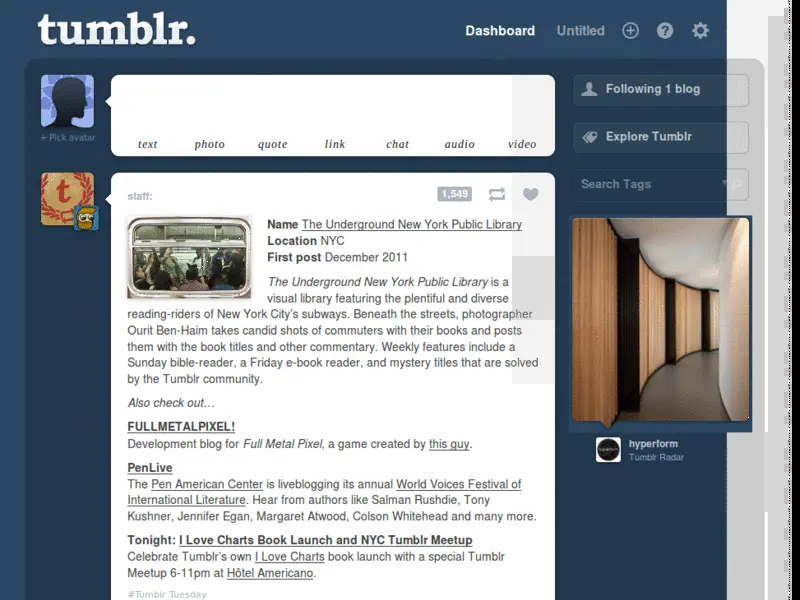 tumblr.
Dashboard
Untitled
Following 1 blog
+ Pick avatar
text photo quote link chat audio video
Explore Tumblr
Search Tags
staff:
1,549
Name The Underground New York Public Library
Location NYC
First post December 2011
The Underground New York Public Library is a
visual library featuring the plentiful and diverse
reading-riders of New York City's subways. Beneath the streets, photographer
Ourit Ben-Haim takes candid shots of commuters with their books and posts
them with the book titles and other commentary. Weekly features include a
Sunday bible-reader, a Friday e-book reader, and mystery titles that are solved
by the Tumblr community.
Also check out…
FULLMETALPIXEL!
Development blog for Full Metal Pixel, a game created by this guy.
PenLive
The Pen American Center is liveblogging its annual World Voices Festival of
International Literature. Hear from authors like Salman Rushdie, Tony
Kushner, Jennifer Egan, Margaret Atwood, Colson Whitehead and many more.
Tonight: I Love Charts Book Launch and NYC Tumblr Meetup
Celebrate Tumblr's own I Love Charts book launch with a special Tumblr
Meetup 6-11pm at Hôtel Americano.
#Tumblr Tuesday
hyperform
Tumblr Radar